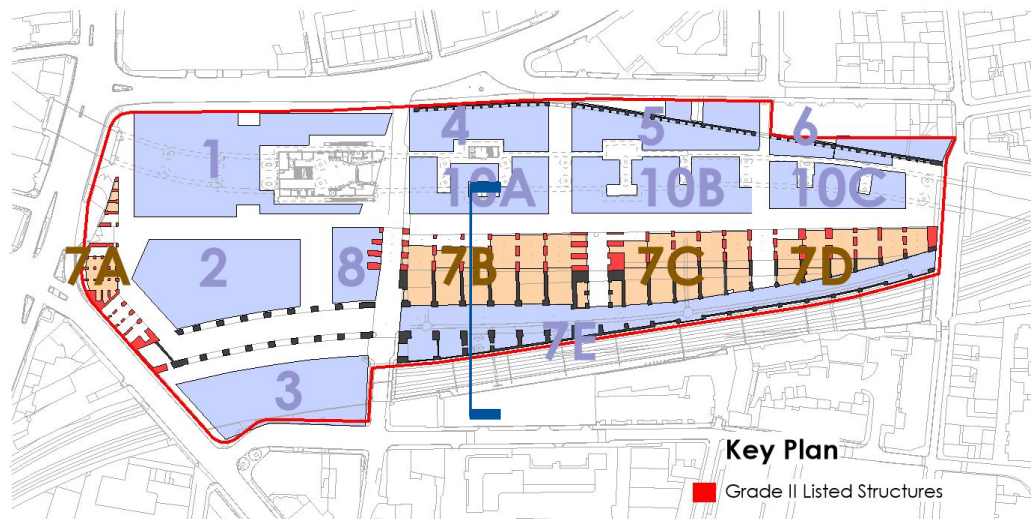 4
5
6
1
10A
10B
10C
7A
2
8
7B
7C
7D
7E
3
Key Plan
Grade II Listed Structures